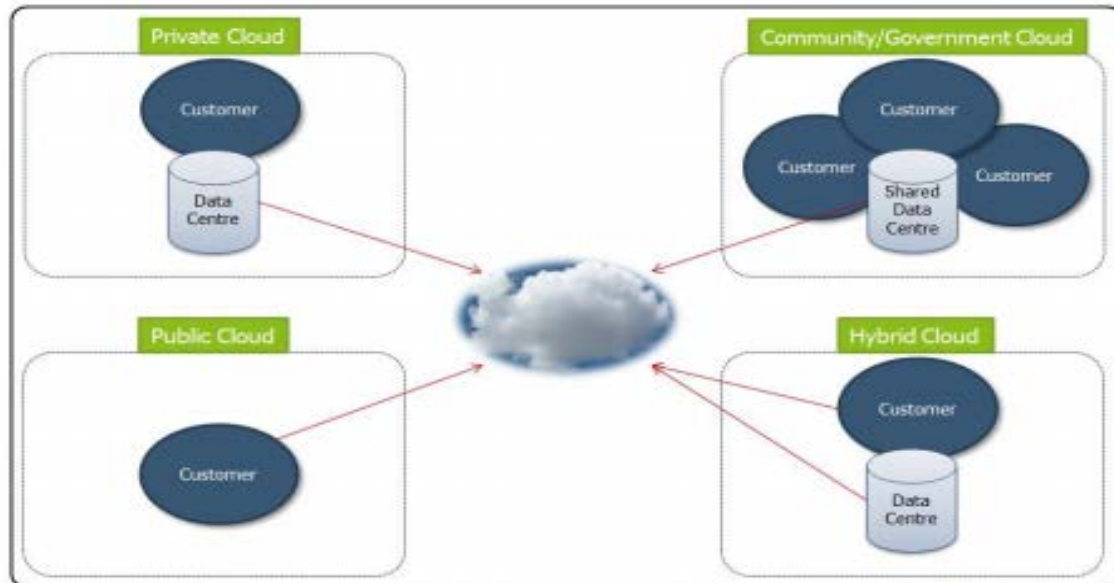 Private Cloud
Customer
Data
Centre
Community/Government Cloud
Customer
Customer
Customer
Shared
Data
Centre
Public Cloud
Customer
Hybrid Cloud
Customer
Data
Centre